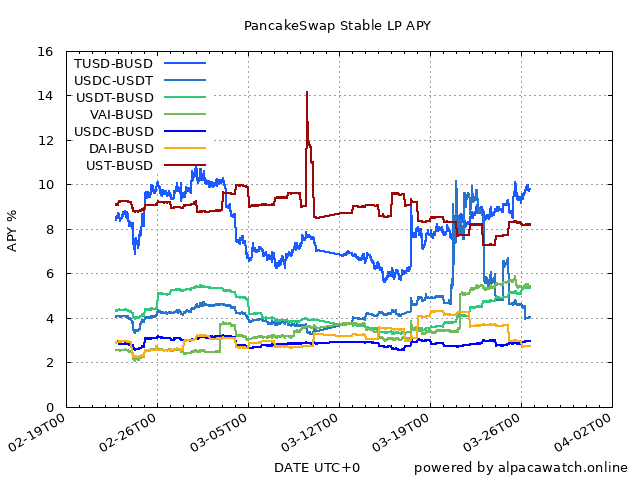 PancakeSwap Stable LP APY
16
14
12
10
8
6
4
2
0
APY %
TUSD-BUSD
USDC-USDT
USDT-BUSD
VAI-BUSD
USDC-BUSD
DAI-BUSD
UST-BUSD
02-19T00
02-26T00
03-05T00
03-12T00
03-19T00
03-26T00
04-02T00
DATE UTC+0
powered by alpacawatch.online